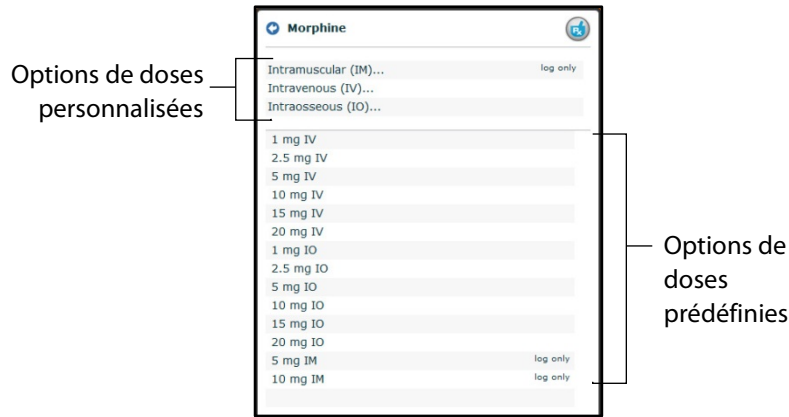 Options de doses
personnalisées
Morphine
Intramuscular (IM)... log only
Intravenous (IV)...
Intraosseous (IO)...
1 mg IV
2.5 mg IV
5 mg IV
10 mg IV
15 mg IV
20 mg IV
1 mg IO
2.5 mg IO
5 mg IO
10 mg IO
15 mg IO
20 mg IO
5 mg IM log only
10 mg IM log only
Options de
doses
prédéfinies